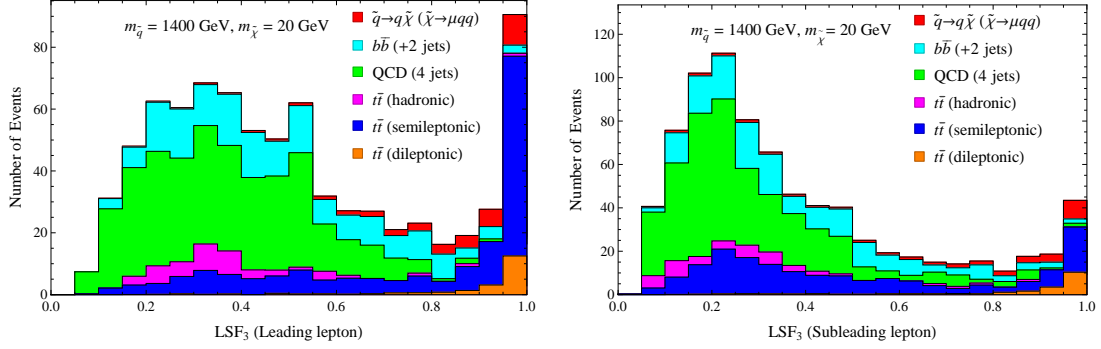 m_q̃ = 1400 GeV, m_χ̃ = 20 GeV
q̃→qχ̃ (χ̃→μqq)
bb̄ (+2 jets)
QCD (4 jets)
tt̄ (hadronic)
tt̄ (semileptonic)
tt̄ (dileptonic)
Number of Events
80
60
40
20
0
0.0 0.2 0.4 0.6 0.8 1.0
LSF₃ (Leading lepton)
m_q̃ = 1400 GeV, m_χ̃ = 20 GeV
q̃→qχ̃ (χ̃→μqq)
bb̄ (+2 jets)
QCD (4 jets)
tt̄ (hadronic)
tt̄ (semileptonic)
tt̄ (dileptonic)
Number of Events
120
100
80
60
40
20
0
0.0 0.2 0.4 0.6 0.8 1.0
LSF₃ (Subleading lepton)